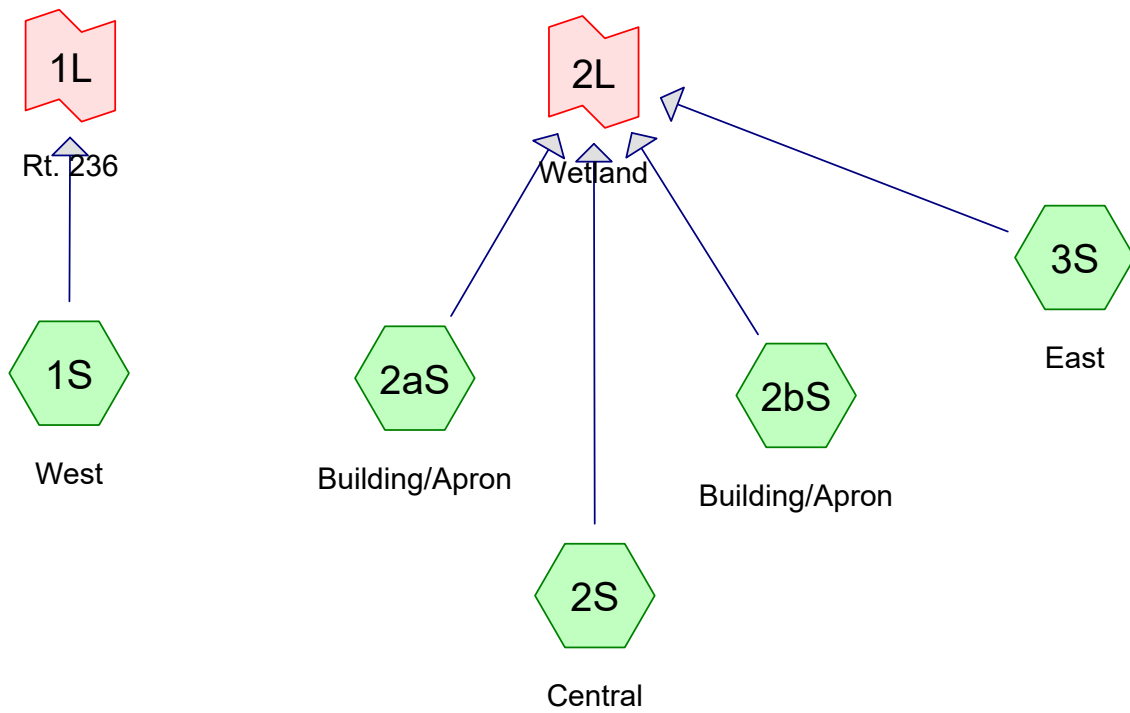 1L
2L
Rt. 236
Wetland
3S
East
1S
2aS
2bS
West
Building/Apron
Building/Apron
2S
Central